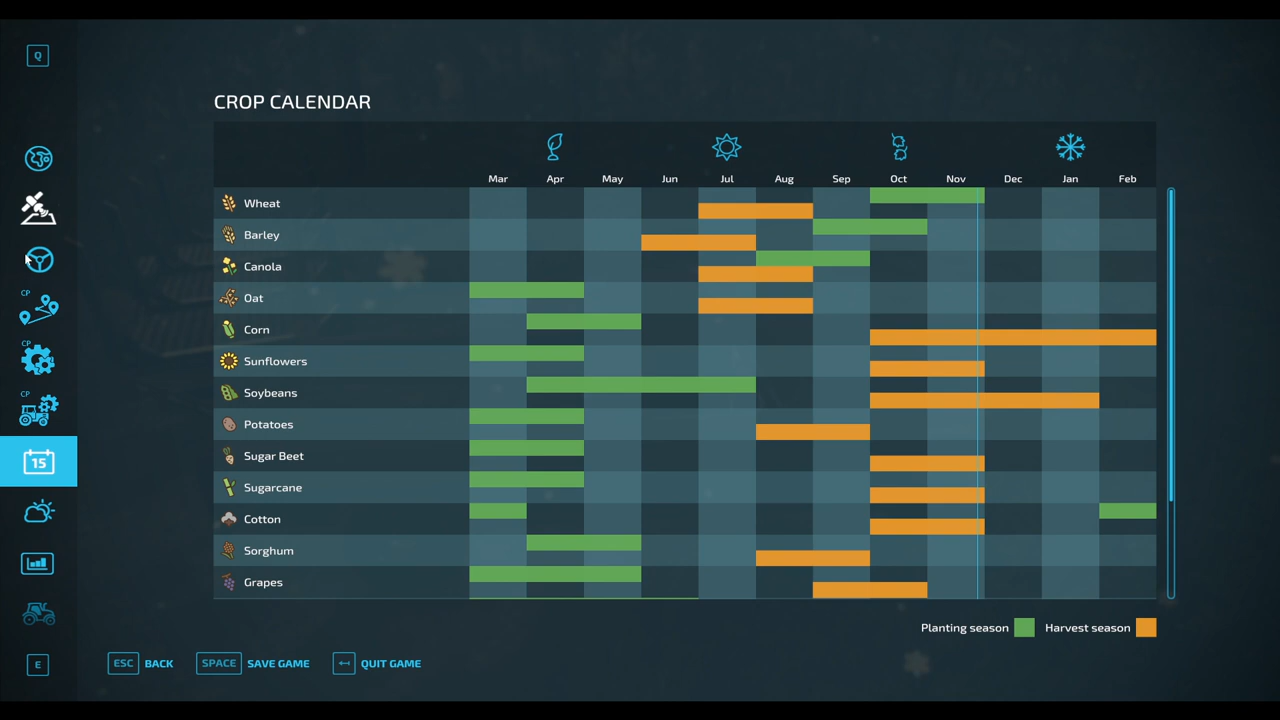 Q
CROP CALENDAR
Mar Apr May Jun Jul Aug Sep Oct Nov Dec Jan Feb
Wheat
Barley
Canola
Oat
CP
Corn
CP
Sunflowers
Soybeans
CP
Potatoes
Sugar Beet
15
Sugarcane
Cotton
Sorghum
Grapes
Planting season Harvest season
E
ESC BACK SPACE SAVE GAME QUIT GAME